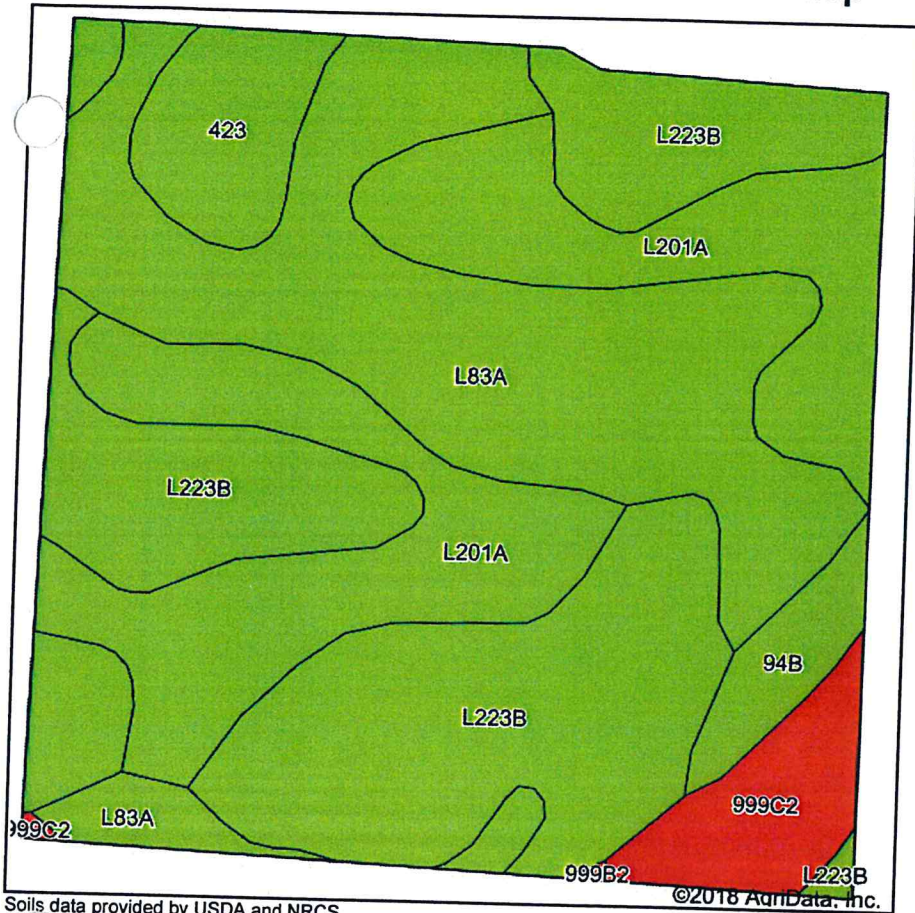 423
L223B
L201A
L83A
L223B
L201A
94B
L223B
999C2
L83A
999C2
999B2
L223B
©2018 AgriData, Inc.
Soils data provided by USDA and NRCS.